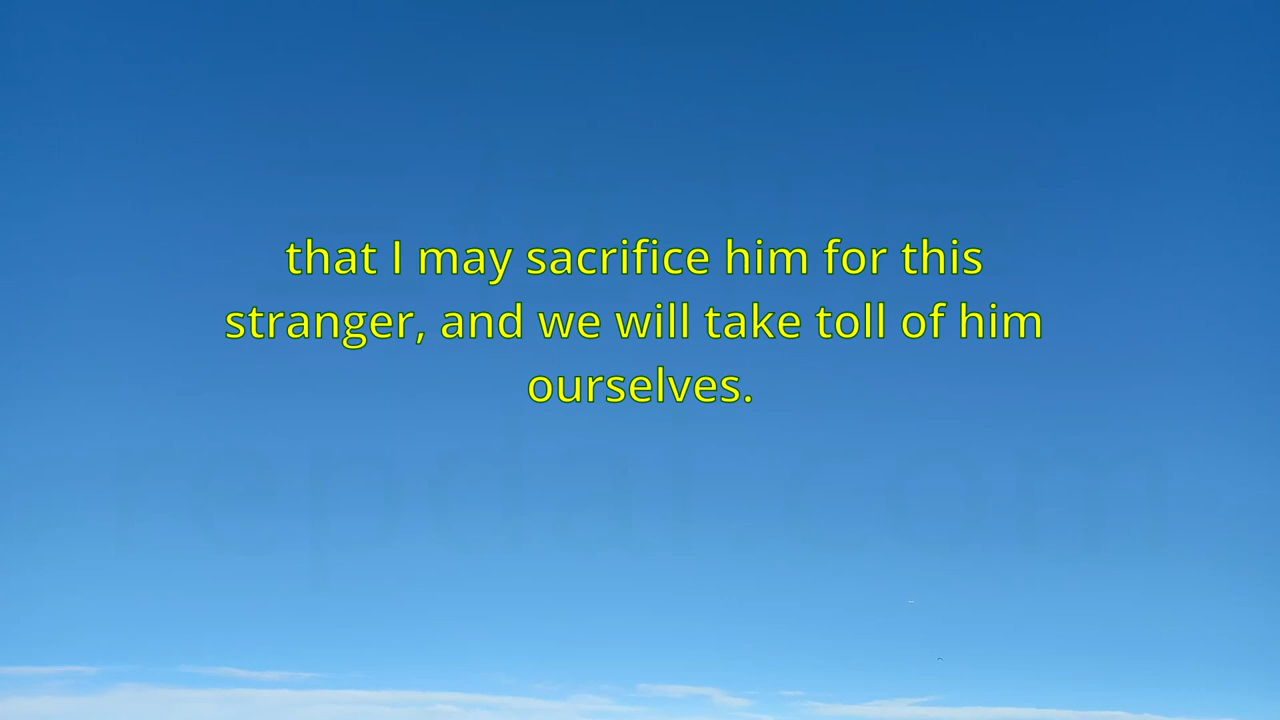 that I may sacrifice him for this
stranger, and we will take toll of him
ourselves.